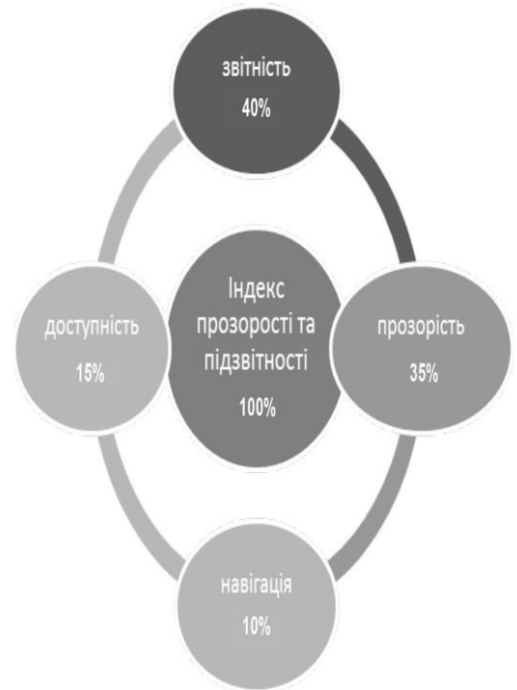 звітність
40%
Індекс
прозорості та
підзвітності
100%
доступність
15%
прозорість
35%
навігація
10%